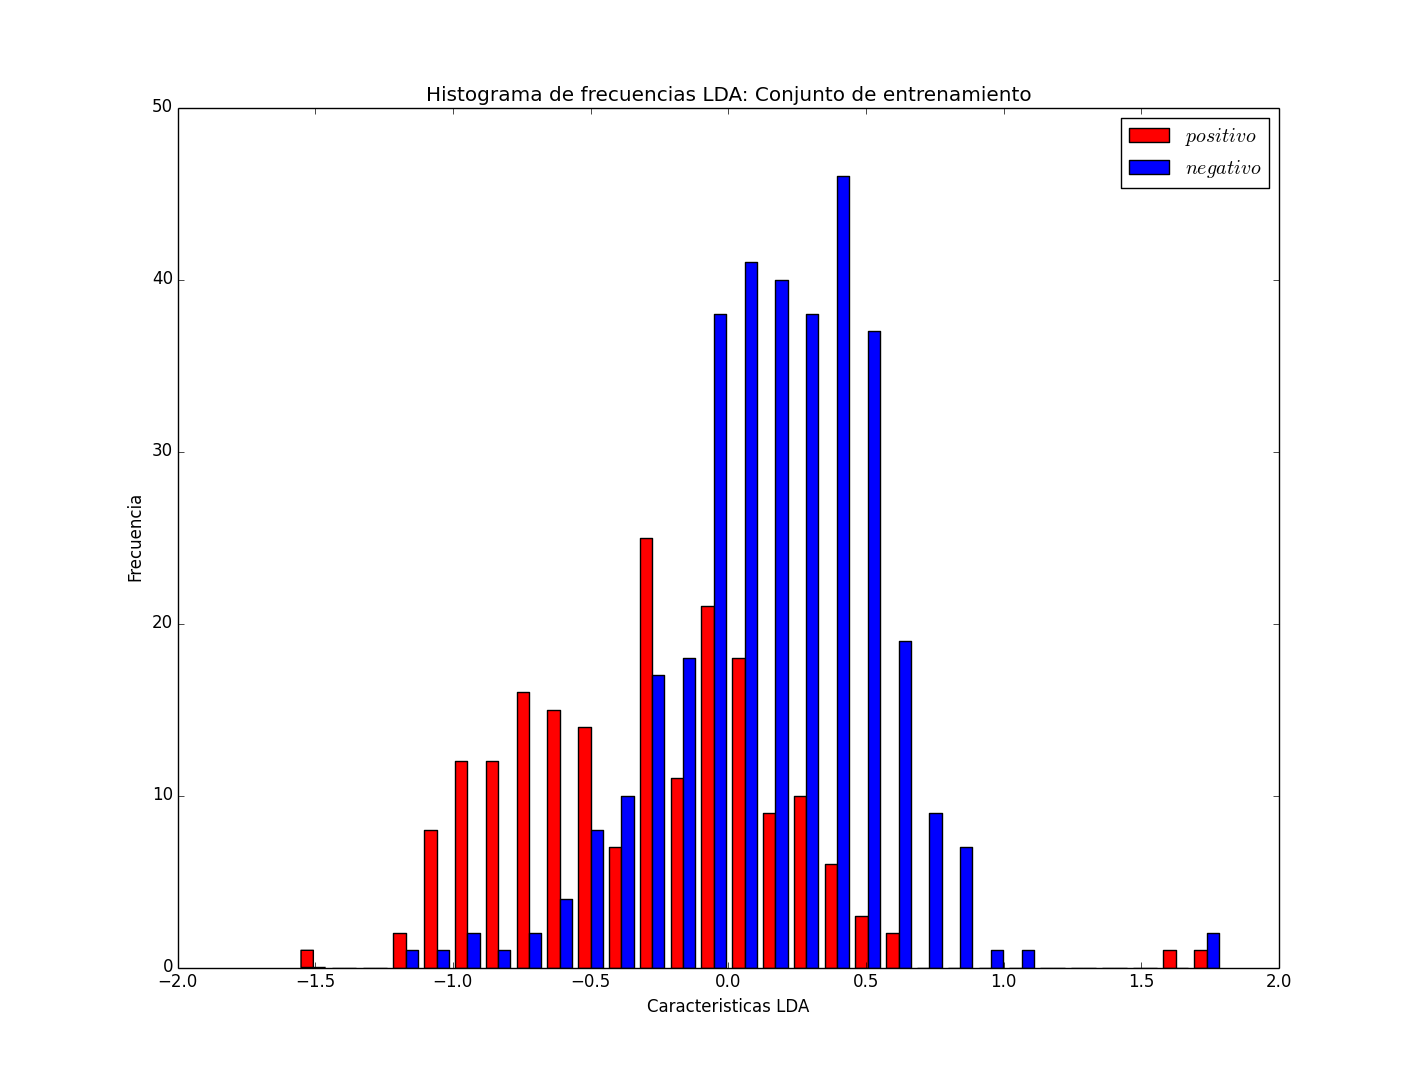 Histograma de frecuencias LDA: Conjunto de entrenamiento
positivo
negativo
50
40
30
20
10
0
Frecuencia
−2.0 −1.5 −1.0 −0.5 0.0 0.5 1.0 1.5 2.0
Caracteristicas LDA